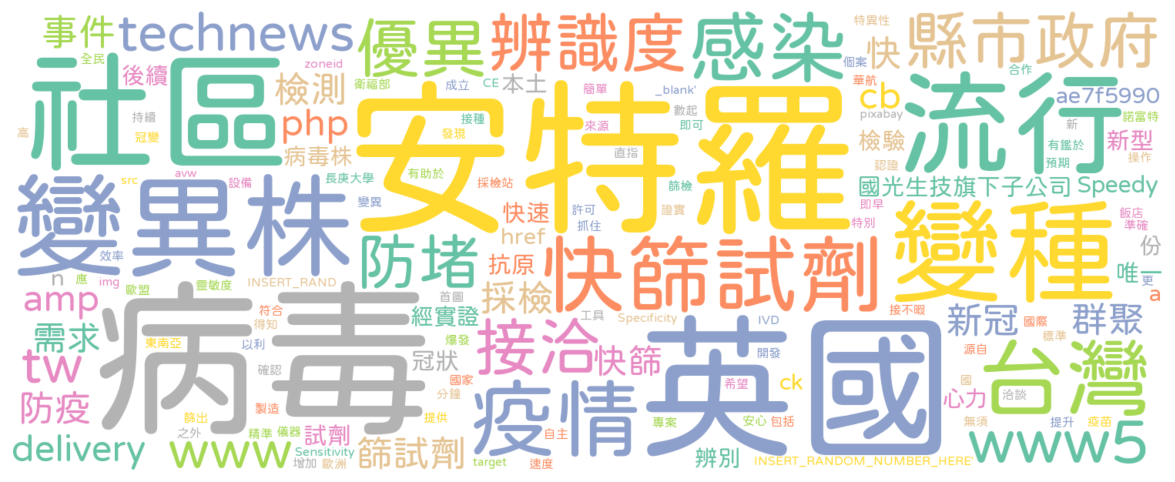 事件 technews 優異 辨識度 感染 特異性 快 縣市政府
全民 zoneid 衛福部 成立 CE 本土 簡單 _blank' 個案 華航 合作
社區 後續 檢測 數起 cb ae7f5990
持續 php 安特羅 接種 來源 即可 pixabay 流行 諾富特
高 冠變 病毒株 發現 直指 檢驗 新 有鑑於 新型
src avw 設備 長庚大學 有助於 採檢站 篩檢 認證 預期 操作
變異株 變異 快速 許可 證實 國光生技旗下子公司 Speedy
href 抓住 即早 特別 變種 飯店 準確
效率 防堵 抗原 快篩試劑 份
n 應 img 歐盟 靈敏度 INSERT_RAND 採檢 唯一 更
amp 病毒 符合 首圖 接不暇 a
需求 得知 經實證 工具 Specificity IVD 新冠 國際 群聚
東南亞 以利 爆發 接洽 英國 開發 標準
tw 確認 冠狀 快篩 源自 台灣
國家 分鐘 希望 ck 國 洽談
防疫 製造 疫情 心力
篩出 提供 專案 安心 包括 無須 提升 疫苗
delivery www 之外 精準 儀器 試劑 自主 www5
Sensitivity 篩試劑 辨別
增加 歐洲 target 速度 INSERT_RANDOM_NUMBER_HERE'